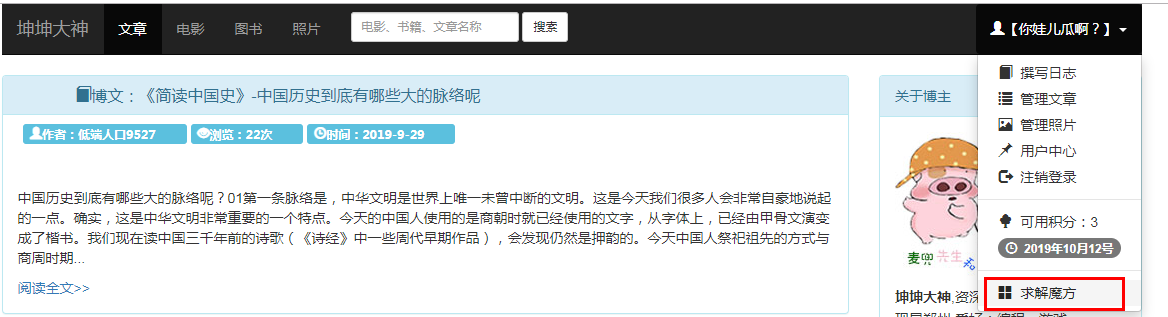 坤坤大神 文章 电影 图书 照片 电影、书籍、文章名称 搜索 【你娃儿瓜啊？】
博文：《简读中国史》-中国历史到底有哪些大的脉络呢
作者：低端人口9527 浏览：22次 时间：2019-9-29
中国历史到底有哪些大的脉络呢？01第一条脉络是，中华文明是世界上唯一未曾中断的文明。这是今天我们很多人会非常自豪地说起
的一点。确实，这是中华文明非常重要的一个特点。今天的中国人使用的是商朝时就已经使用的文字，从字体上，已经由甲骨文演变
成了楷书。我们现在读中国三千年前的诗歌（《诗经》中一些周代早期作品），会发现仍然是押韵的。今天中国人祭祀祖先的方式与
商周时期...
阅读全文>>
关于博主
麦兜 先生 和
坤坤大神,资深
撰写日志
管理文章
管理照片
用户中心
注销登录
可用积分：3
2019年10月12号
求解魔方